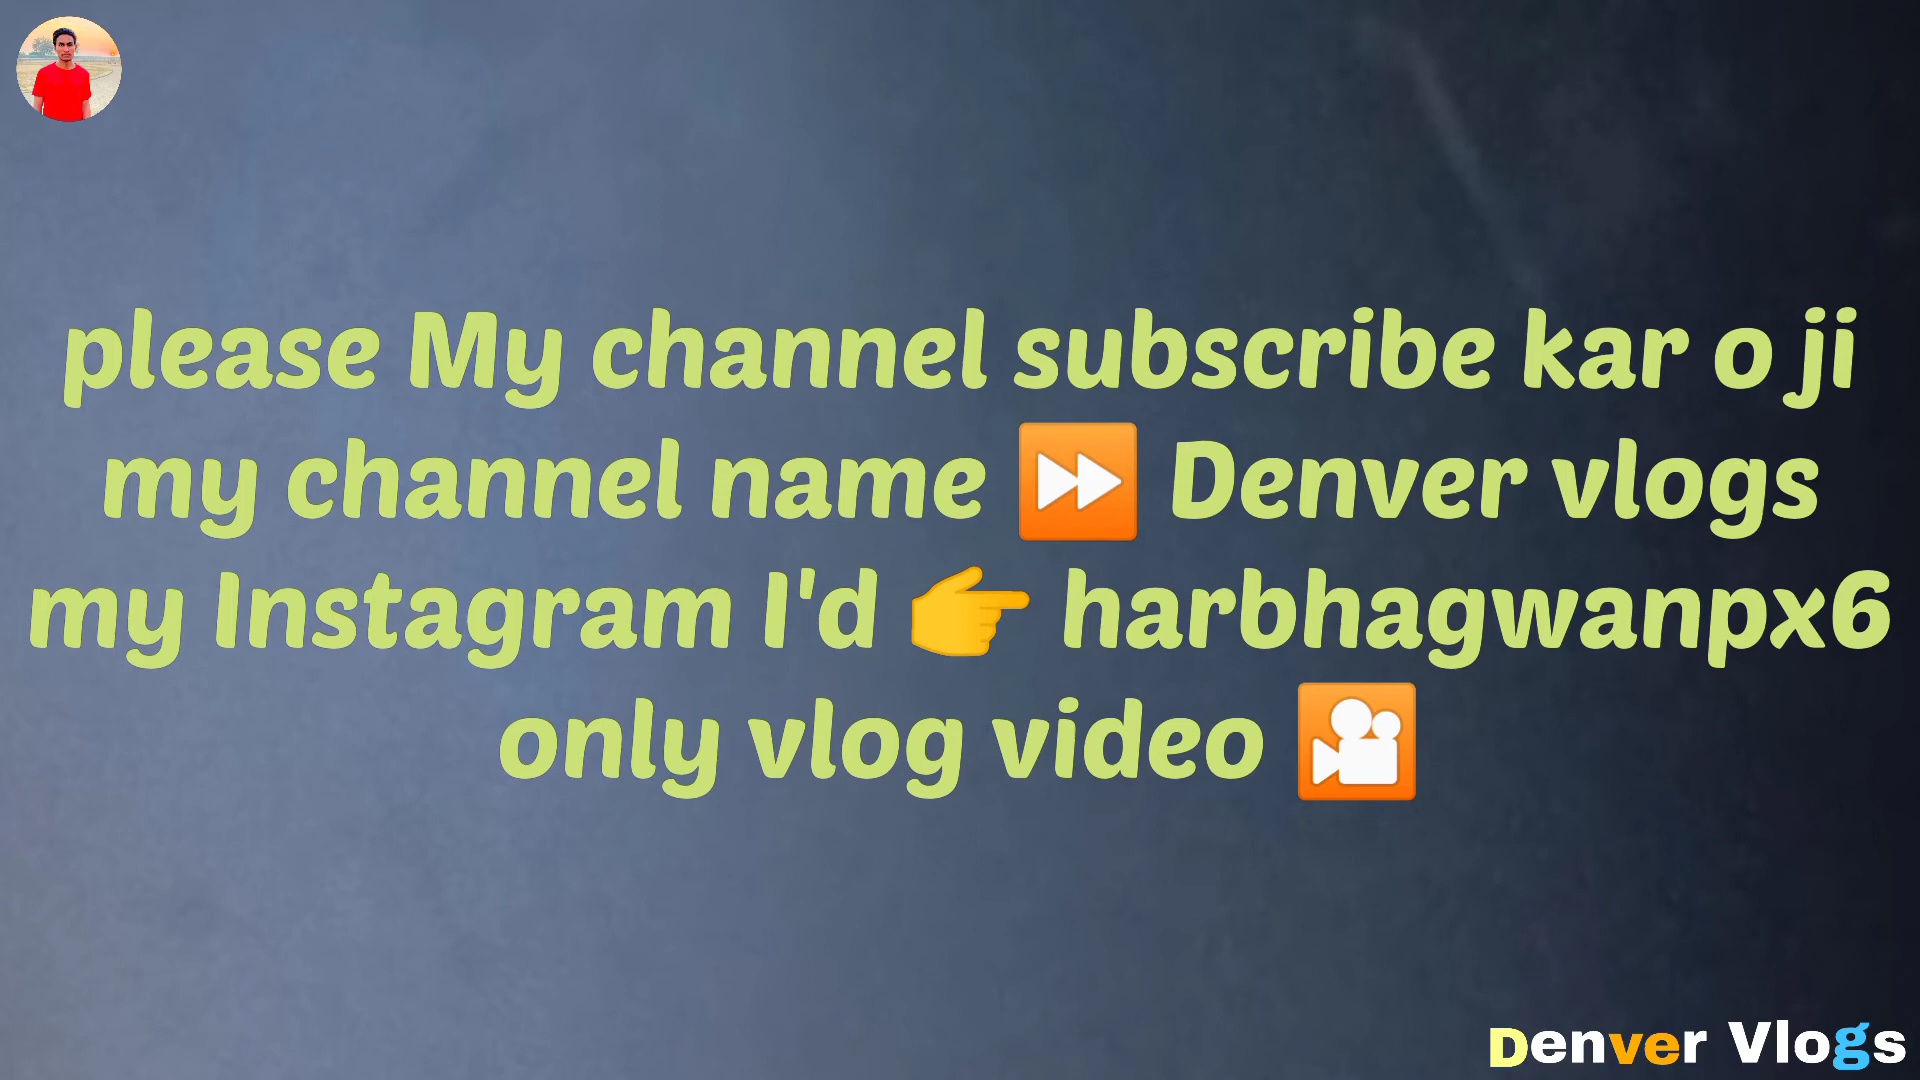 please My channel subscribe kar o ji
my channel name ⏩ Denver vlogs
my Instagram I'd 👉 harbhagwanpx6
only vlog video 🎦
Denver Vlogs